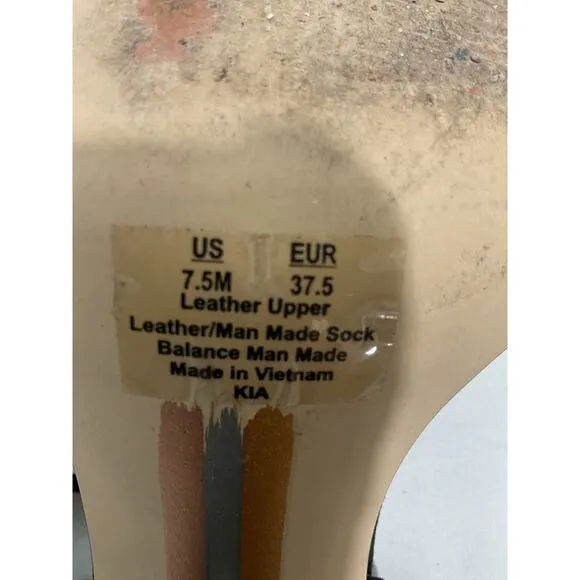 US EUR
7.5M 37.5
Leather Upper
Leather/Man Made Sock
Balance Man Made
Made in Vietnam
KIA